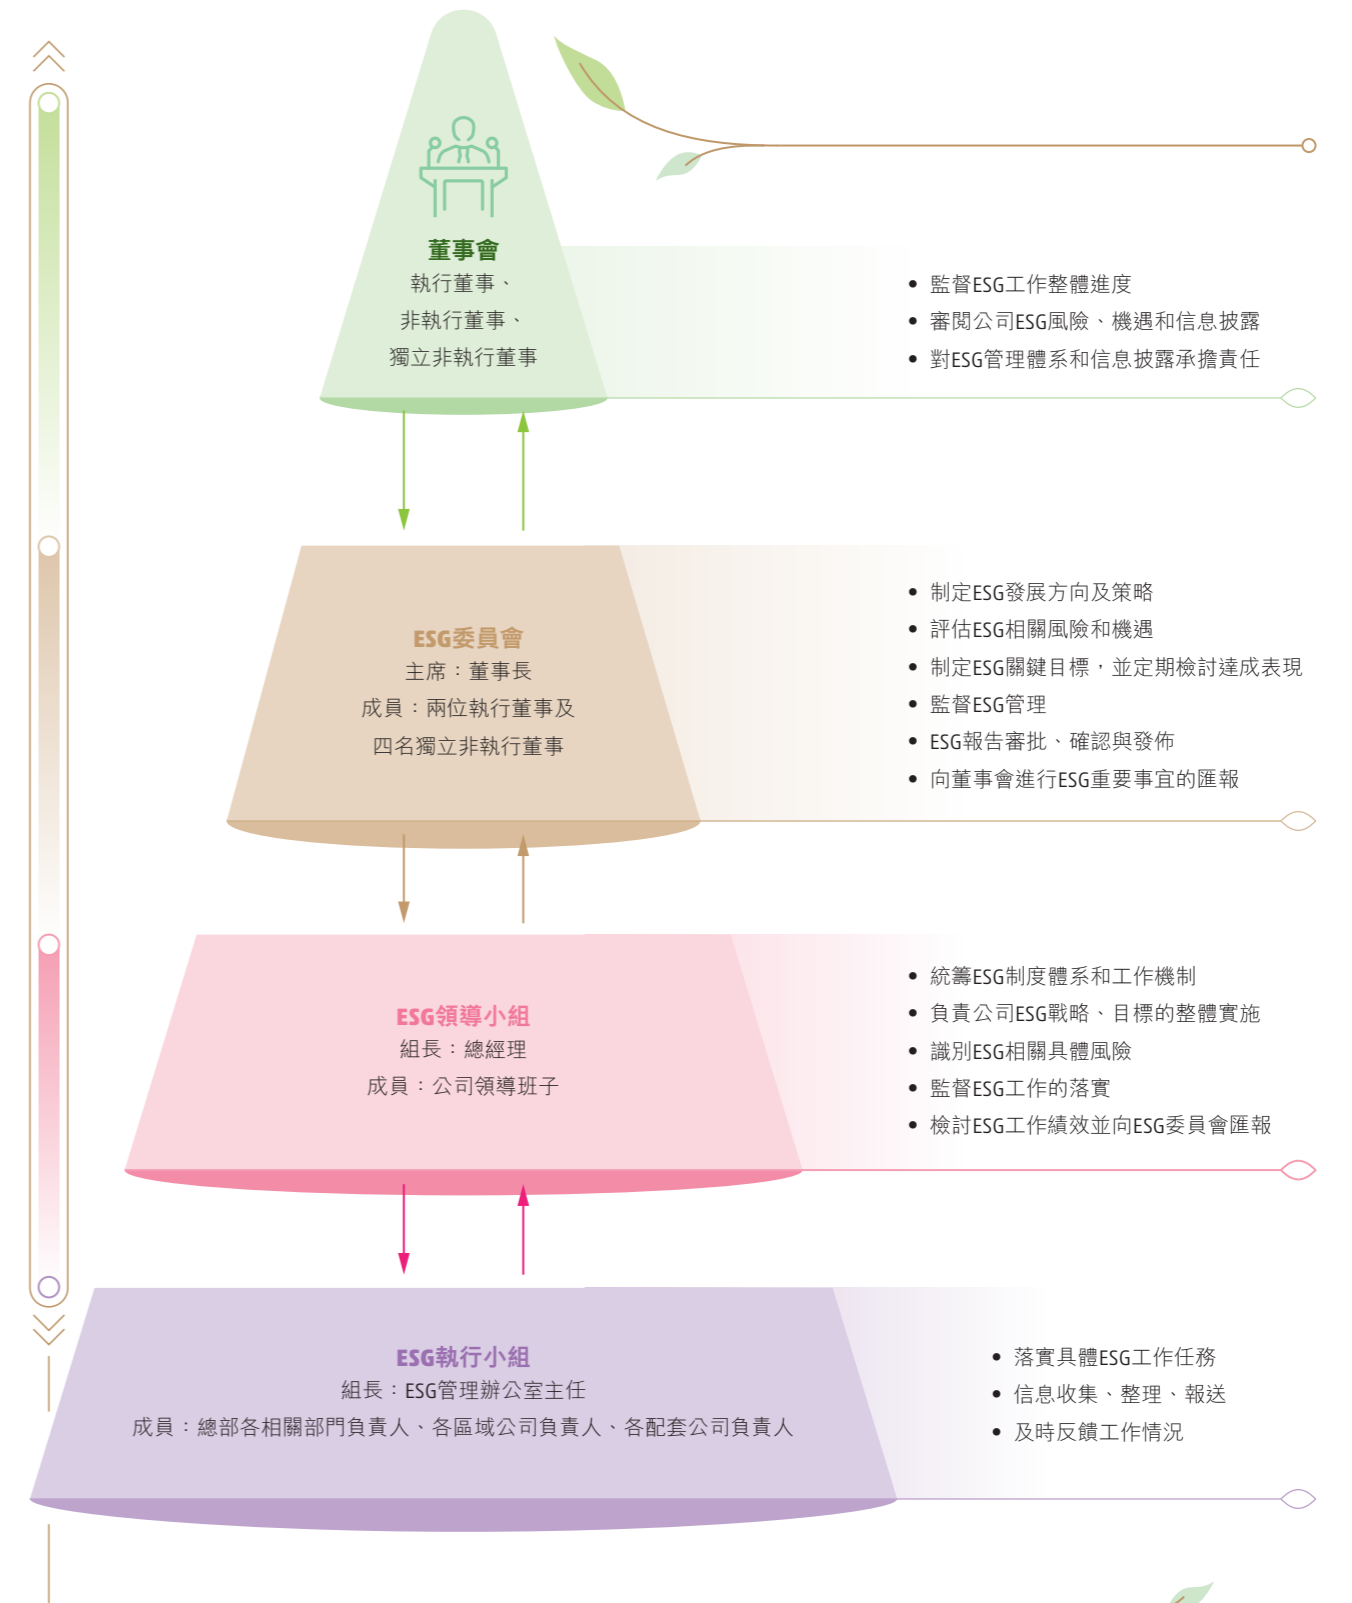 董事會
執行董事、
非執行董事、
獨立非執行董事
• 監督ESG工作整體進度
• 審閱公司ESG風險、機遇和信息披露
• 對ESG管理體系和信息披露承擔責任
ESG委員會
主席：董事長
成員：兩位執行董事及
四名獨立非執行董事
• 制定ESG發展方向及策略
• 評估ESG相關風險和機遇
• 制定ESG關鍵目標，並定期檢討達成表現
• 監督ESG管理
• ESG報告審批、確認與發佈
• 向董事會進行ESG重要事宜的匯報
ESG領導小組
組長：總經理
成員：公司領導班子
• 統籌ESG制度體系和工作機制
• 負責公司ESG戰略、目標的整體實施
• 識別ESG相關具體風險
• 監督ESG工作的落實
• 檢討ESG工作績效並向ESG委員會匯報
ESG執行小組
組長：ESG管理辦公室主任
成員：總部各相關部門負責人、各區域公司負責人、各配套公司負責人
• 落實具體ESG工作任務
• 信息收集、整理、報送
• 及時反饋工作情況